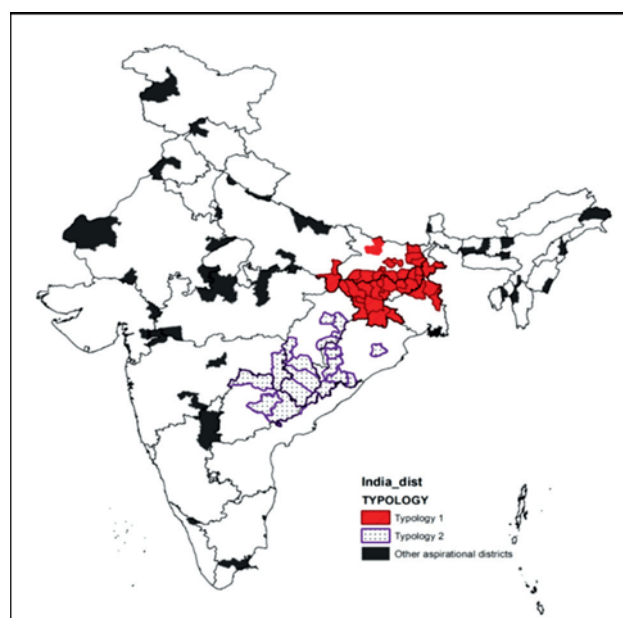 India_dist
TYPOLOGY
Typology 1
Typology 2
Other aspirational districts